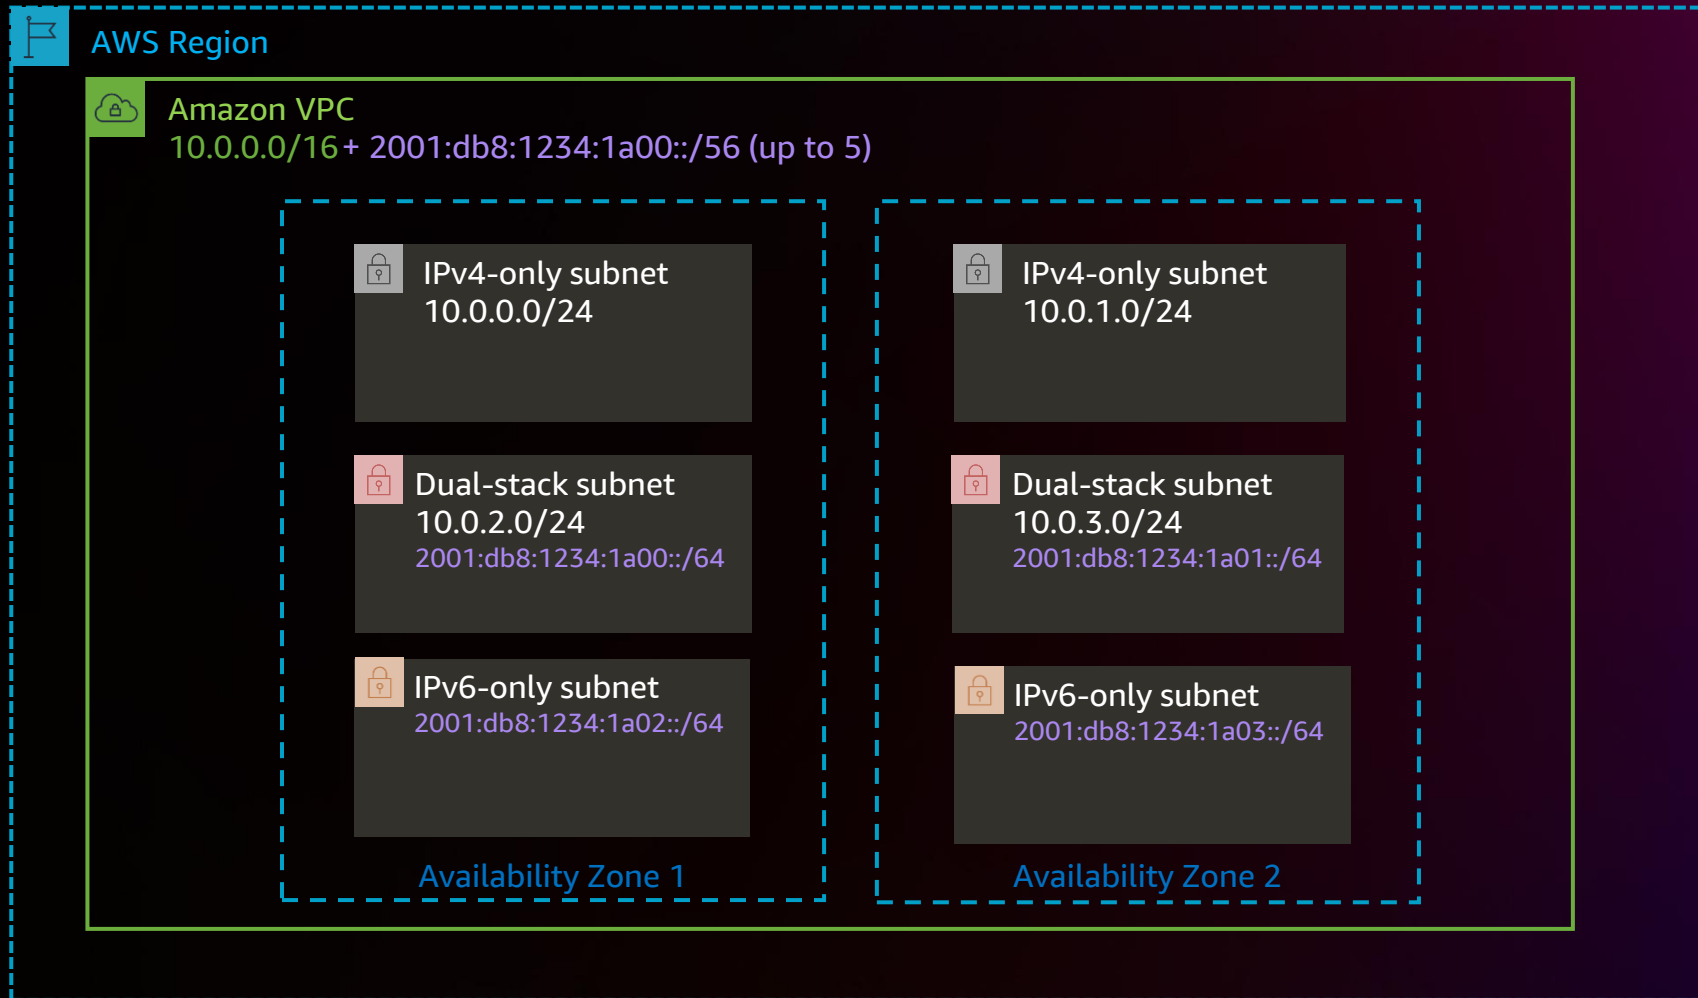 AWS Region
Amazon VPC
10.0.0.0/16+ 2001:db8:1234:1a00::/56 (up to 5)
IPv4-only subnet
10.0.0.0/24
Dual-stack subnet
10.0.2.0/24
2001:db8:1234:1a00::/64
IPv6-only subnet
2001:db8:1234:1a02::/64
Availability Zone 1
IPv4-only subnet
10.0.1.0/24
Dual-stack subnet
10.0.3.0/24
2001:db8:1234:1a01::/64
IPv6-only subnet
2001:db8:1234:1a03::/64
Availability Zone 2